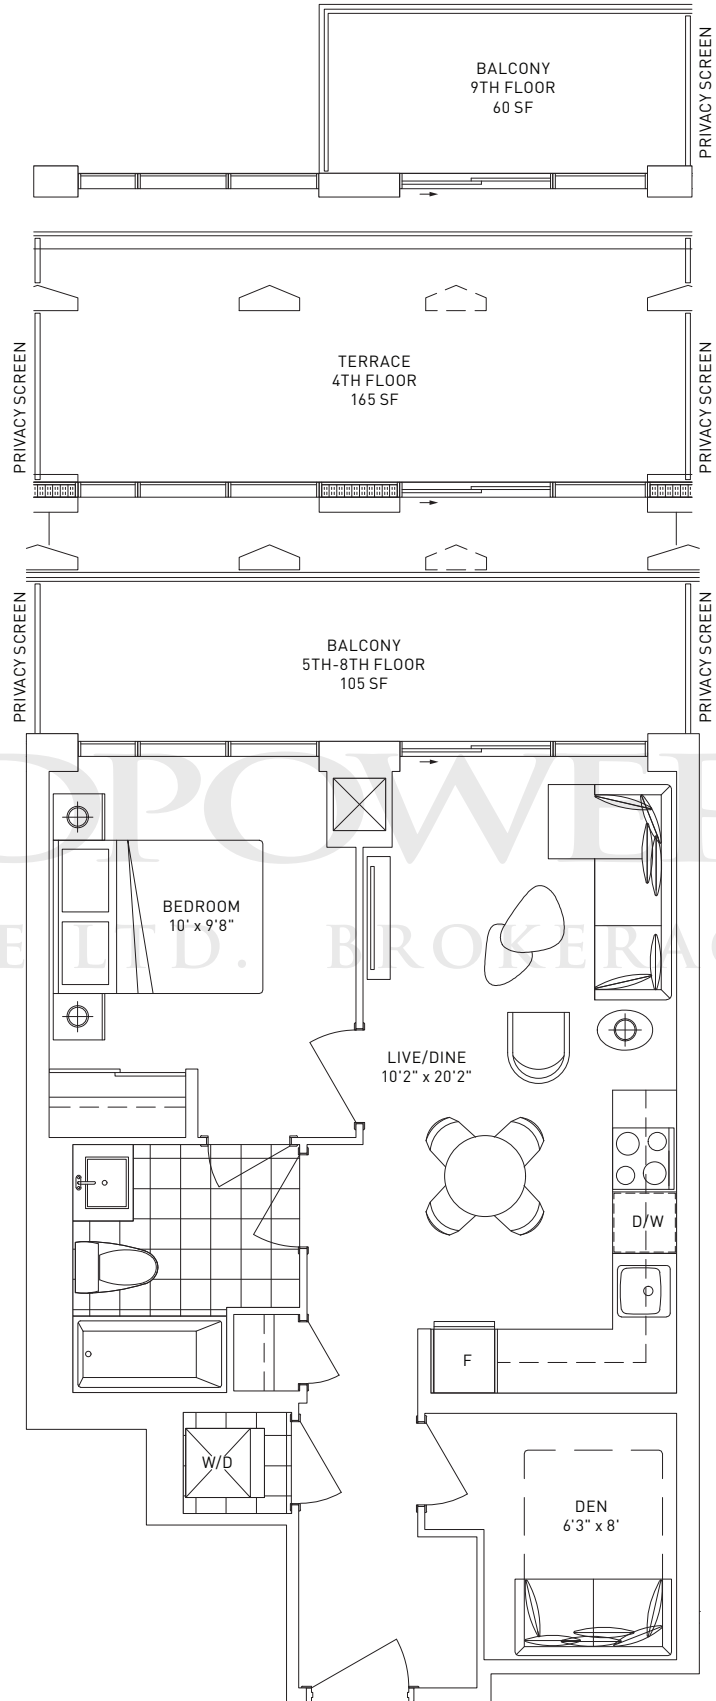 BALCONY
9TH FLOOR
60 SF
PRIVACY SCREEN
TERRACE
4TH FLOOR
165 SF
PRIVACY SCREEN
PRIVACY SCREEN
BALCONY
5TH-8TH FLOOR
105 SF
PRIVACY SCREEN
PRIVACY SCREEN
BEDROOM
10' x 9'8"
LTD. BROKERAG
LIVE/DINE
10'2" x 20'2"
D/W
F
W/D
DEN
6'3" x 8'